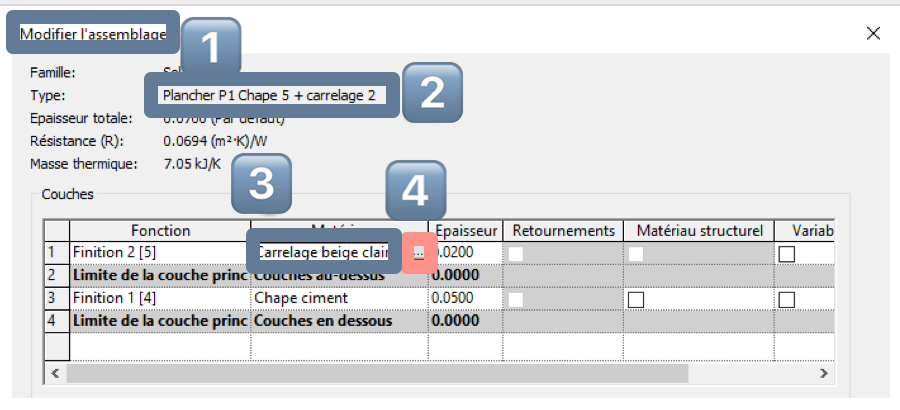 Modifier l'assemblage
1
Famille:
Type: Plancher P1 Chape 5 + carrelage 2
2
Epaisseur totale: 0.0700 (Par défaut)
Résistance (R): 0.0694 (m²·K)/W
Masse thermique: 7.05 kJ/K
3
4
Couches
Fonction Epaisseur Retournements Matériau structurel Variab
1 Finition 2 [5] Carrelage beige clair ... 0.0200
2 Limite de la couche princ Couches au-dessus 0.0000
3 Finition 1 [4] Chape ciment 0.0500
4 Limite de la couche princ Couches en dessous 0.0000